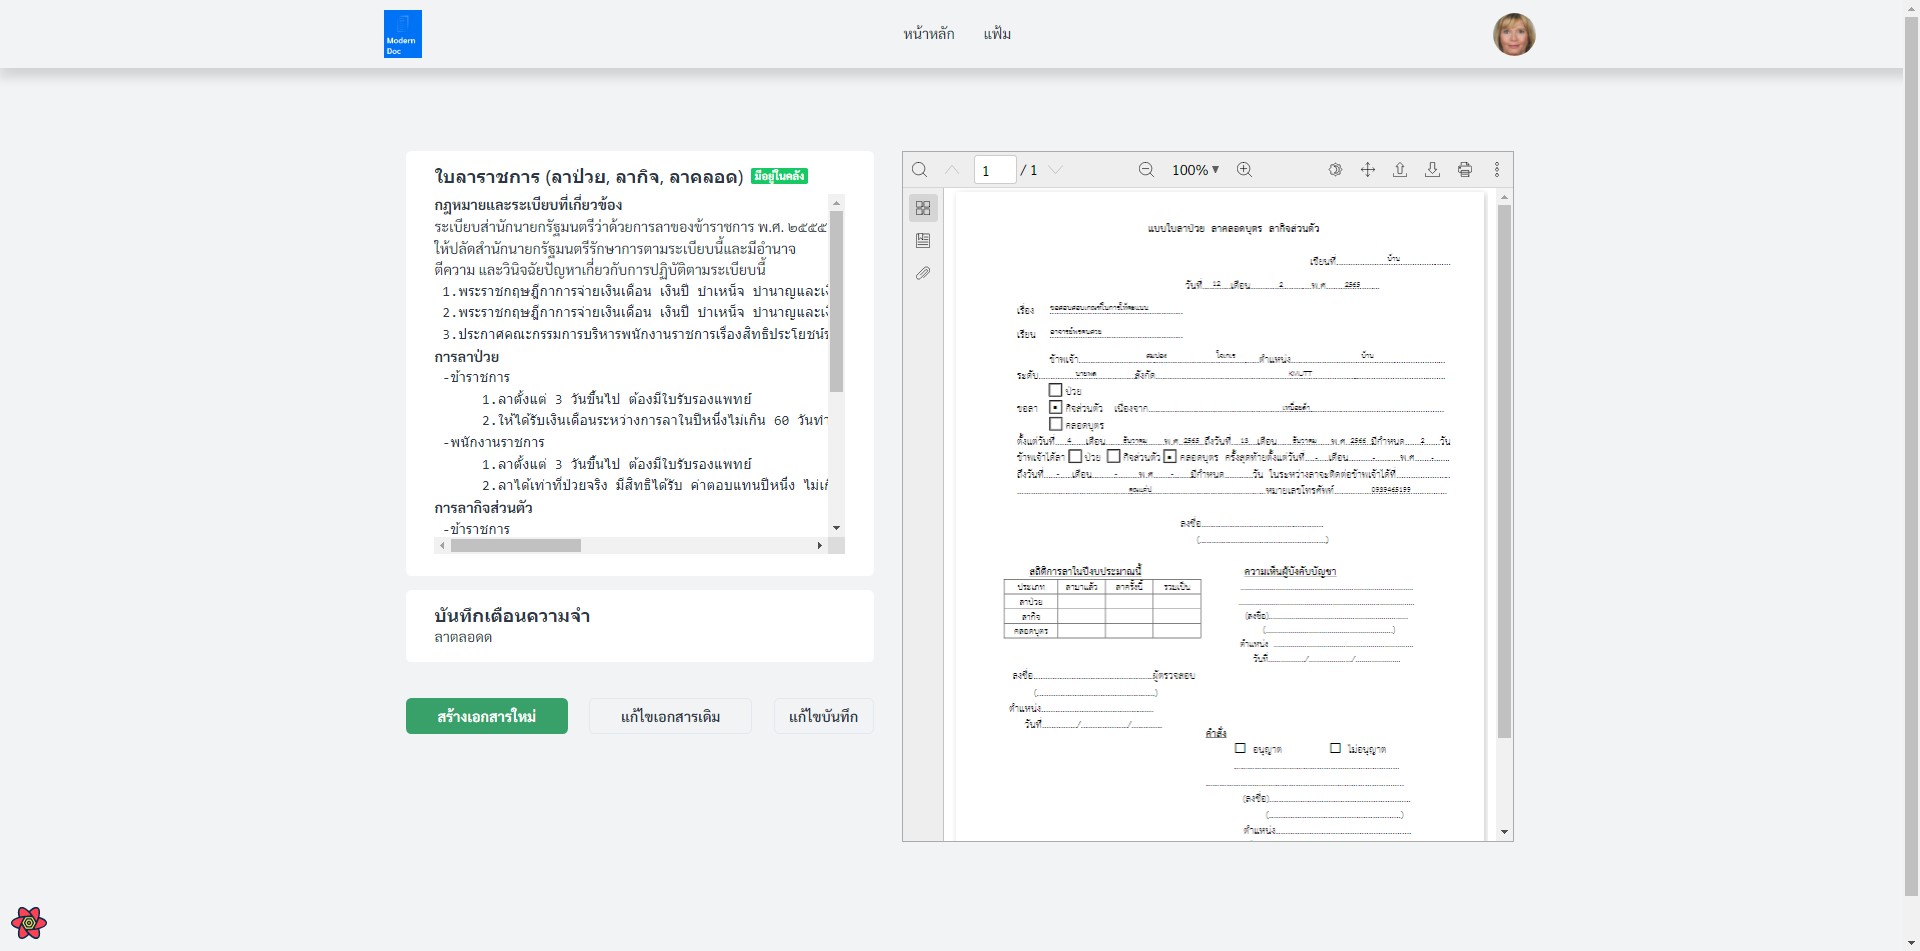 Modern
Doc
หน้าหลัก
แฟ้ม
ใบลาราชการ (ลาป่วย, ลากิจ, ลาคลอด) มีอยู่ในคลัง
กฎหมายและระเบียบที่เกี่ยวข้อง
ระเบียบสำนักนายกรัฐมนตรีว่าด้วยการลาของข้าราชการ พ.ศ. ๒๕๕๕
ให้ปลัดสำนักนายกรัฐมนตรีรักษาการตามระเบียบนี้และมีอำนาจ
ตีความ และวินิจฉัยปัญหาเกี่ยวกับการปฏิบัติตามระเบียบนี้
1.พระราชกฤษฎีกาการจ่ายเงินเดือน เงินปี บำเหน็จ บำนาญและเงิ
2.พระราชกฤษฎีกาการจ่ายเงินเดือน เงินปี บำเหน็จ บำนาญและเงิ
3.ประกาศคณะกรรมการบริหารพนักงานราชการเรื่องสิทธิประโยชน์
การลาป่วย
-ข้าราชการ
1.ลาตั้งแต่ 3 วันขึ้นไป ต้องมีใบรับรองแพทย์
2.ให้ได้รับเงินเดือนระหว่างการลาในปีหนึ่งไม่เกิน 60 วันทำ
-พนักงานราชการ
1.ลาตั้งแต่ 3 วันขึ้นไป ต้องมีใบรับรองแพทย์
2.ลาได้เท่าที่ป่วยจริง มีสิทธิได้รับ ค่าตอบแทนปีหนึ่ง ไม่เกิ
การลากิจส่วนตัว
-ข้าราชการ
บันทึกเตือนความจำ
ลาตลอดด
สร้างเอกสารใหม่
แก้ไขเอกสารเดิม
แก้ไขบันทึก
1 / 1
100%
แบบใบลาป่วย ลาคลอดบุตร ลากิจส่วนตัว
เขียนที่ บ้าน
วันที่ 12 เดือน 2 พ.ศ 2565
เรื่อง
เรียน
ข้าพเจ้า สมปอง ตำแหน่ง บ้าน
ระดับ สังกัด KMUTT
ป่วย
ขอลา กิจส่วนตัว เนื่องจาก
คลอดบุตร
ตั้งแต่วันที่ 4 เดือน ธันวาคม พ.ศ 2565 ถึงวันที่ 13 เดือน ธันวาคม พ.ศ 2566 มีกำหนด 2 วัน
ข้าพเจ้าได้ลา ป่วย กิจส่วนตัว คลอดบุตร ครั้งสุดท้ายตั้งแต่วันที่ - เดือน - พ.ศ -
ถึงวันที่ - เดือน - พ.ศ - มีกำหนด วัน ในระหว่างลาจะติดต่อข้าพเจ้าได้ที่
หมายเลขโทรศัพท์
ลงชื่อ
( )
สถิติการลาในปีงบประมาณนี้
ประเภท ลามาแล้ว ลาครั้งนี้ รวมเป็น
ลาป่วย
ลากิจ
คลอดบุตร
ความเห็นผู้บังคับบัญชา
(ลงชื่อ)
( )
ตำแหน่ง
วันที่ / /
ลงชื่อ ผู้ตรวจสอบ
( )
ตำแหน่ง
วันที่ / /
คำสั่ง
อนุญาต ไม่อนุญาต
(ลงชื่อ)
( )
ตำแหน่ง